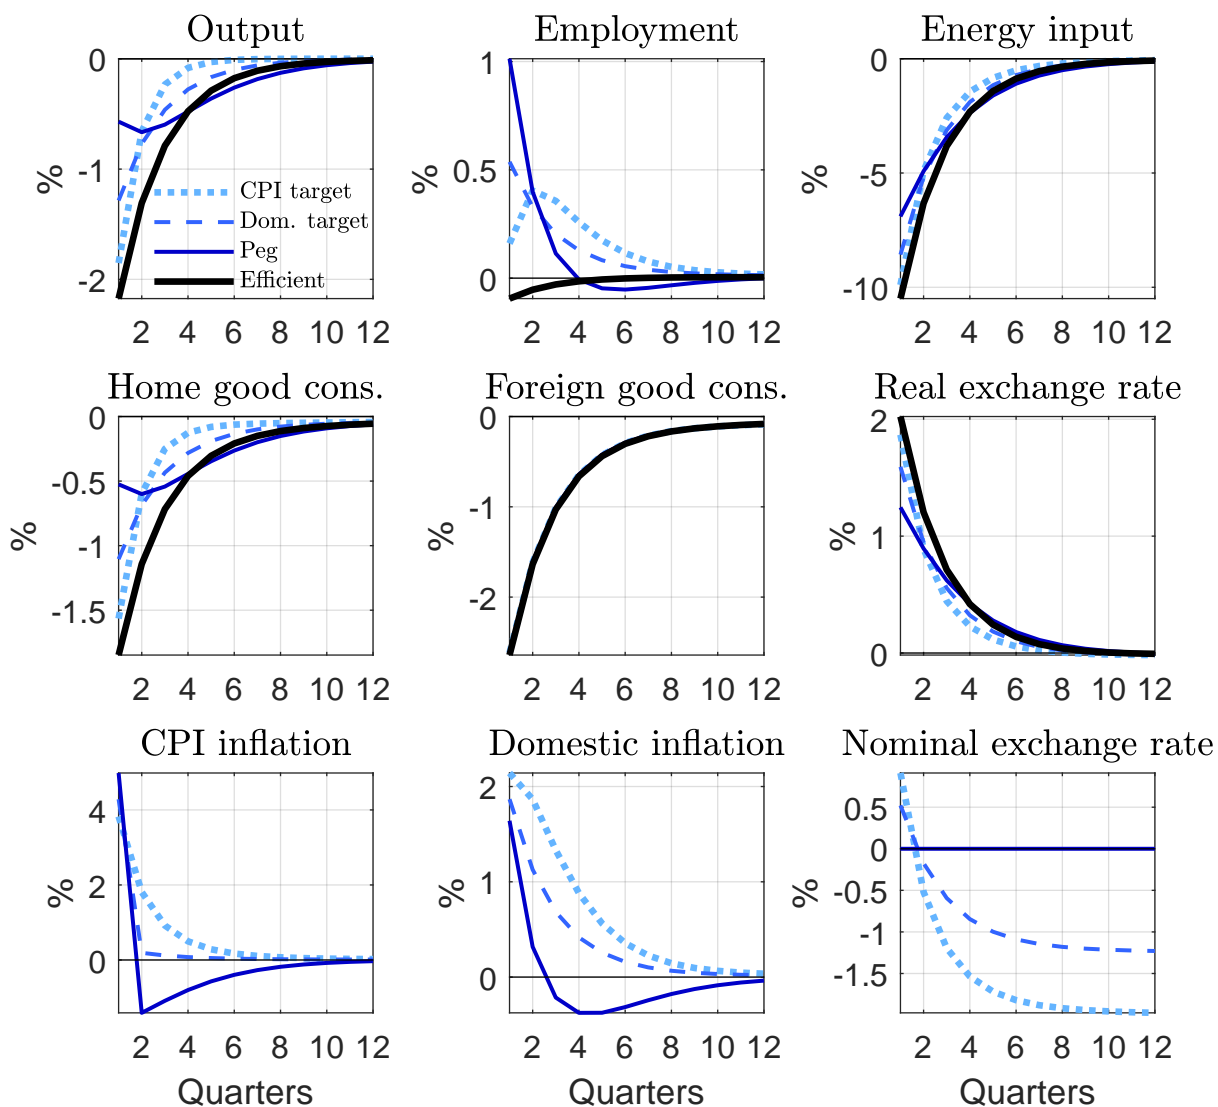 Output
Employment
Energy input
0
-1
-2
%
CPI target
Dom. target
Peg
Efficient
2 4 6 8 10 12
1
0.5
0
%
2 4 6 8 10 12
0
-5
-10
%
2 4 6 8 10 12
Home good cons.
Foreign good cons.
Real exchange rate
0
-0.5
-1
-1.5
%
2 4 6 8 10 12
0
-1
-2
%
2 4 6 8 10 12
2
1
0
%
2 4 6 8 10 12
CPI inflation
Domestic inflation
Nominal exchange rate
4
2
0
%
2 4 6 8 10 12
Quarters
2
1
0
%
2 4 6 8 10 12
Quarters
0.5
0
-0.5
-1
-1.5
%
2 4 6 8 10 12
Quarters